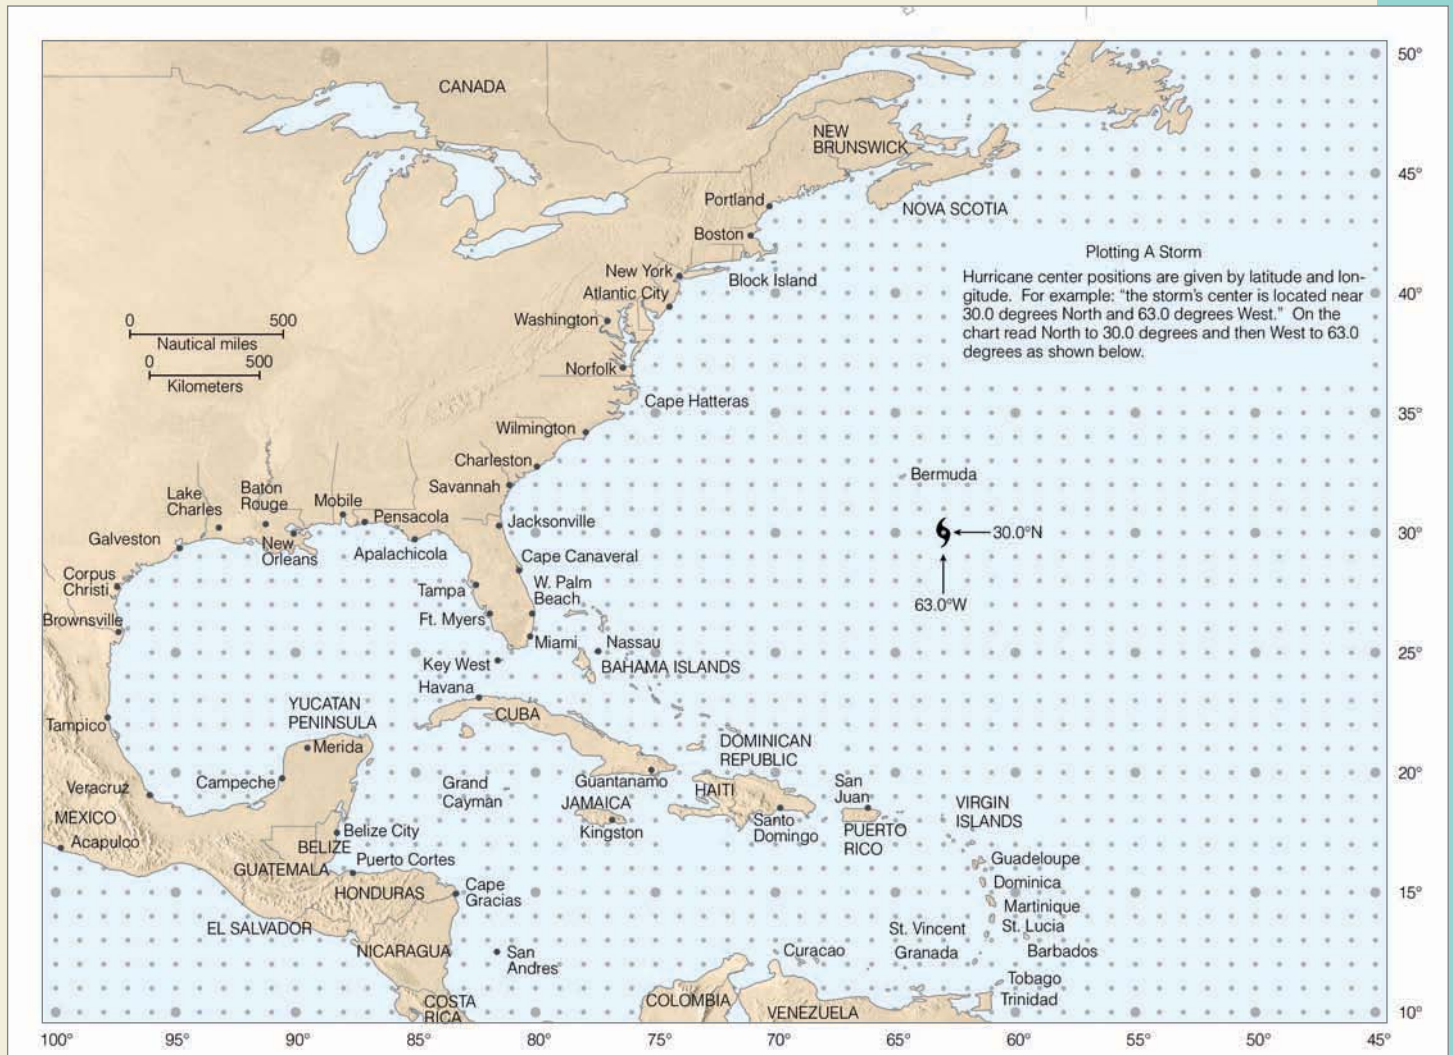 50°
CANADA
NEW
BRUNSWICK
45°
Portland
NOVA SCOTIA
Boston
Plotting A Storm
New York
Block Island
Hurricane center positions are given by latitude and lon-
gitude.  For example: “the storm’s center is located near
30.0 degrees North and 63.0 degrees West.”  On the
chart read North to 30.0 degrees and then West to 63.0
degrees as shown below.
Atlantic City
40°
0 500
Nautical miles
0 500
Kilometers
Washington
Norfolk
Cape Hatteras
35°
Wilmington
Charleston
Savannah
Bermuda
Lake
Charles
Baton
Rouge
Mobile
Pensacola
Jacksonville
30.0°N
30°
Galveston
New
Orleans
Apalachicola
Cape Canaveral
Corpus
Christi
Tampa
W. Palm
Beach
63.0°W
Brownsville
Ft. Myers
Miami
Nassau
Key West
BAHAMA ISLANDS
25°
Havana
YUCATAN
PENINSULA
CUBA
Tampico
Merida
DOMINICAN
REPUBLIC
20°
Veracruz
Campeche
Grand
Cayman
Guantanamo
HAITI
San
Juan
VIRGIN
ISLANDS
MEXICO
JAMAICA
Kingston
Santo
Domingo
PUERTO
RICO
Acapulco
Belize City
BELIZE
GUATEMALA
Puerto Cortes
Guadeloupe
HONDURAS
Cape
Gracias
Dominica
15°
Martinique
EL SALVADOR
St. Vincent
St. Lucia
NICARAGUA
San
Andres
Curacao
Granada
Barbados
Tobago
COSTA
RICA
COLOMBIA
VENEZUELA
Trinidad
10°
100° 95° 90° 85° 80° 75° 70° 65° 60° 55° 50° 45°